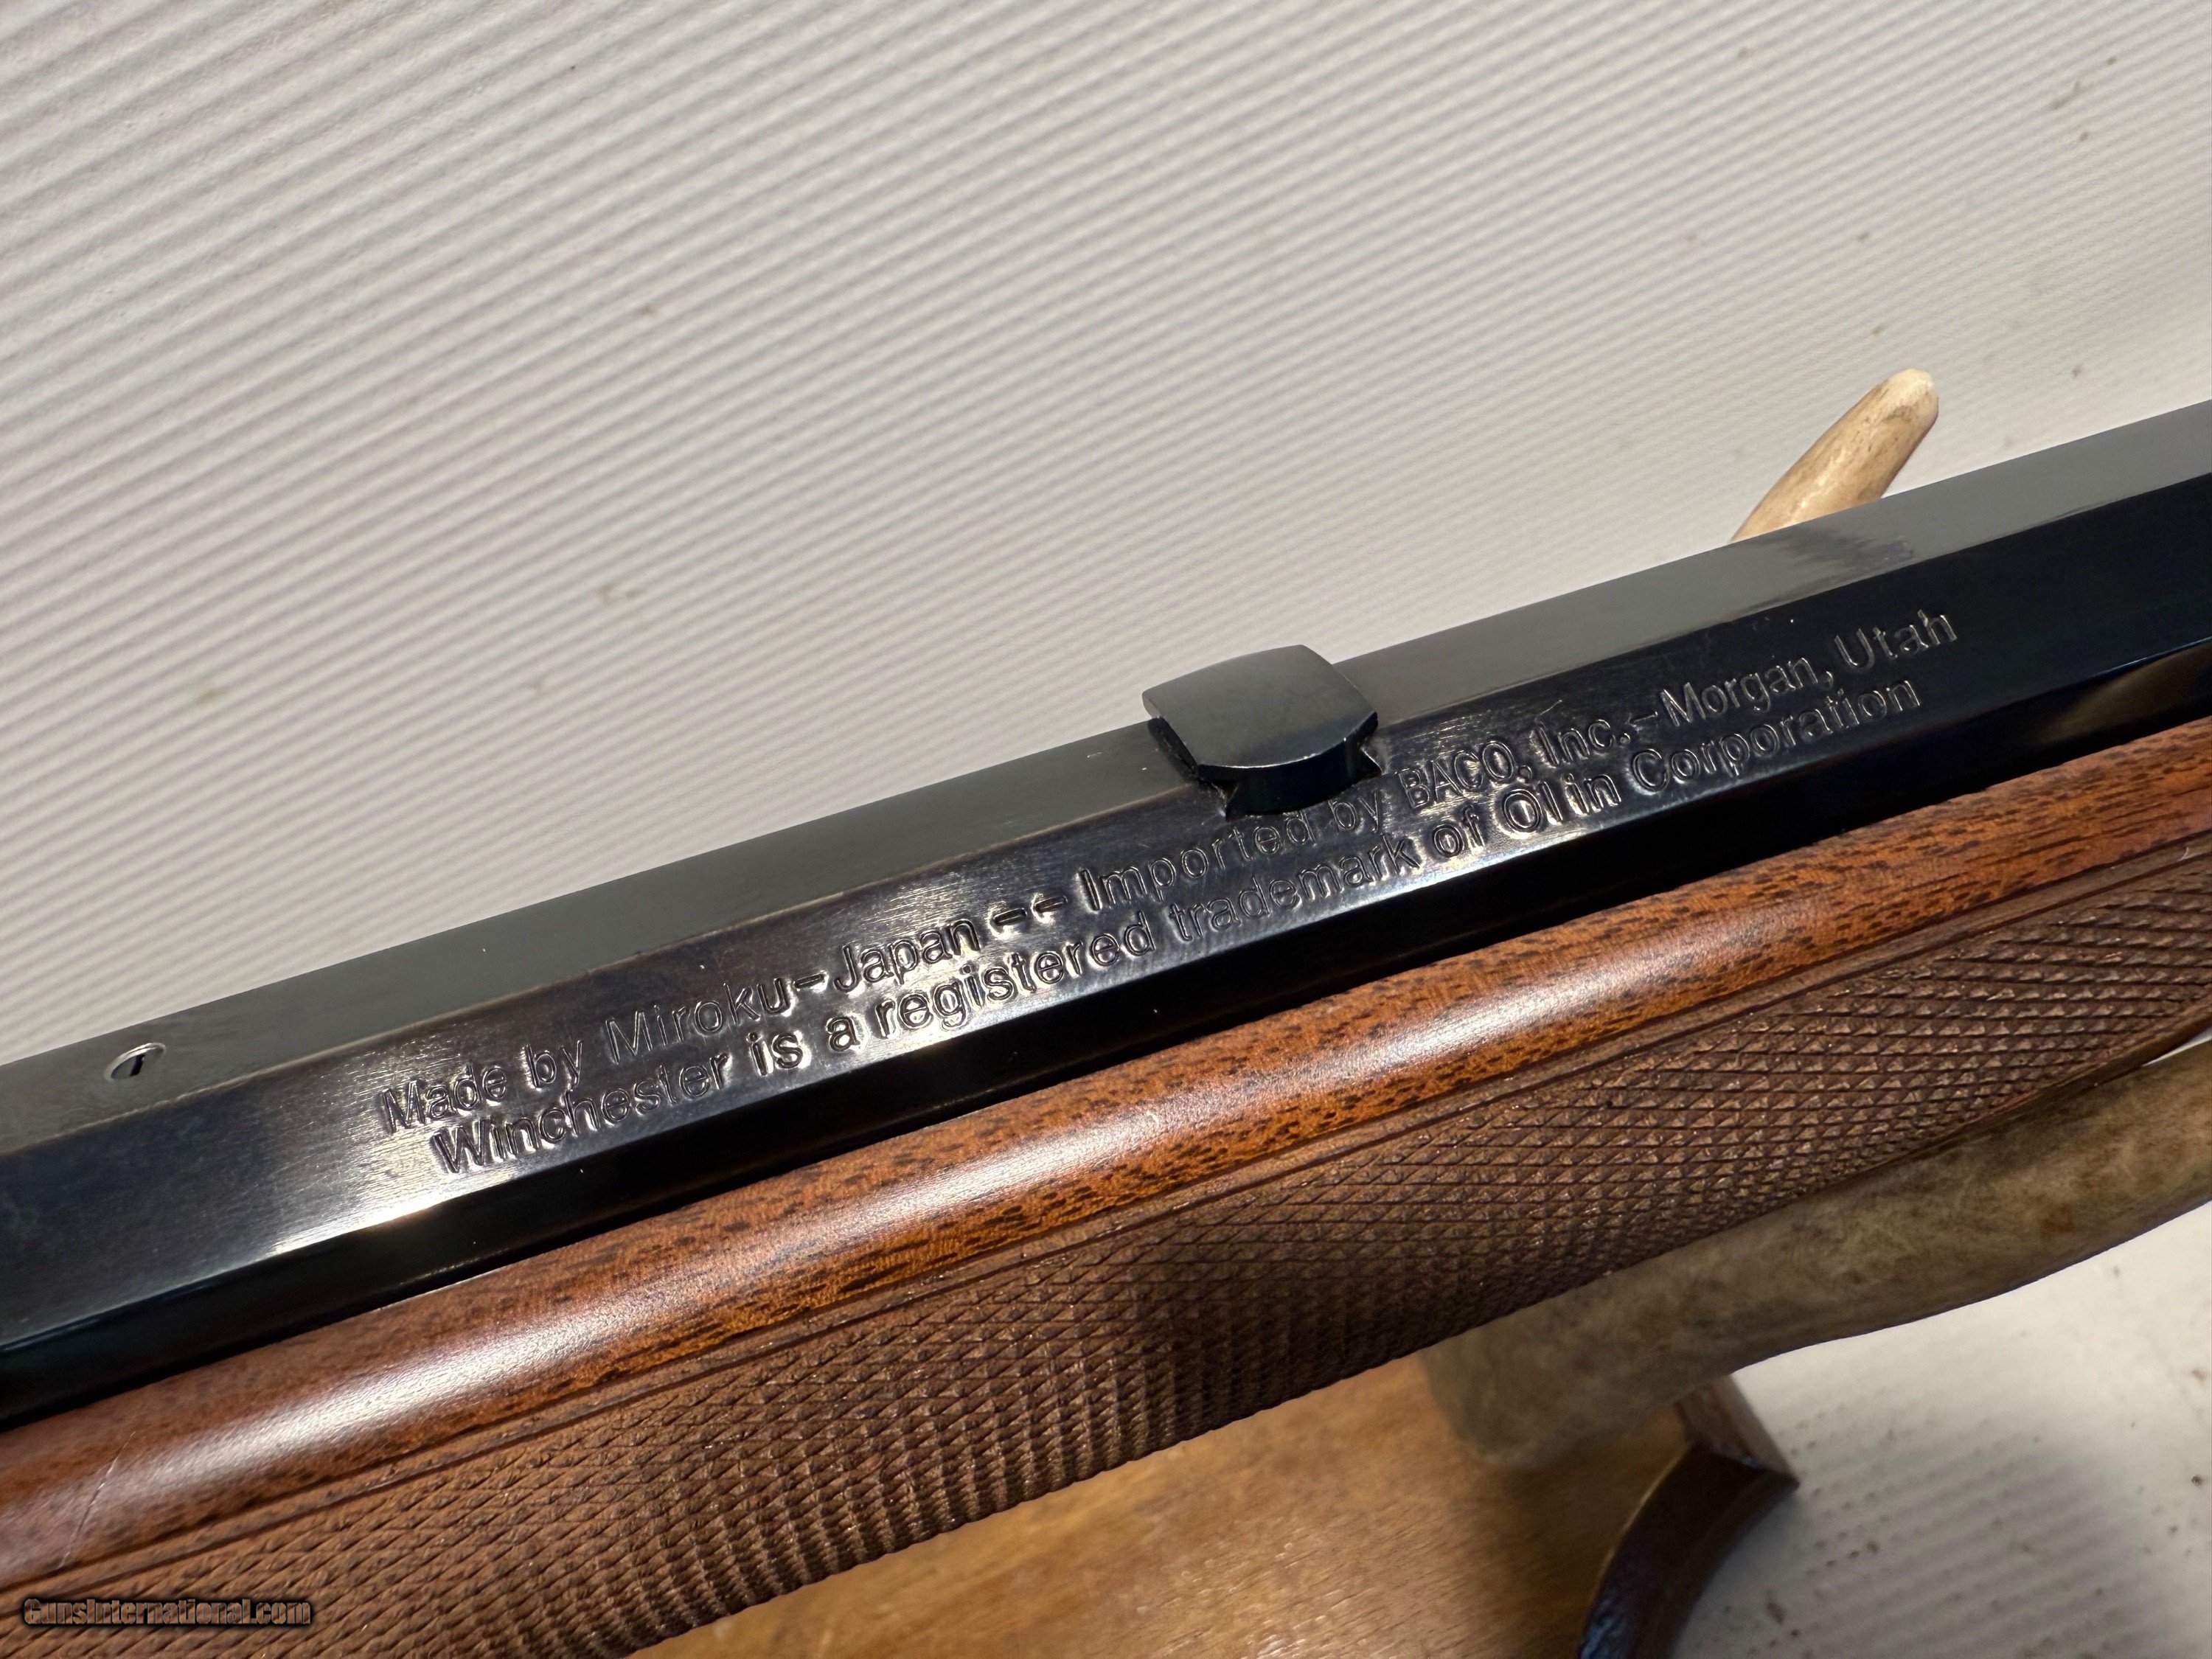 Made by Miroku-Japan -- Imported by BACO, Inc.-Morgan, Utah
Winchester is a registered trademark of Olin Corporation
GunsInternational.com